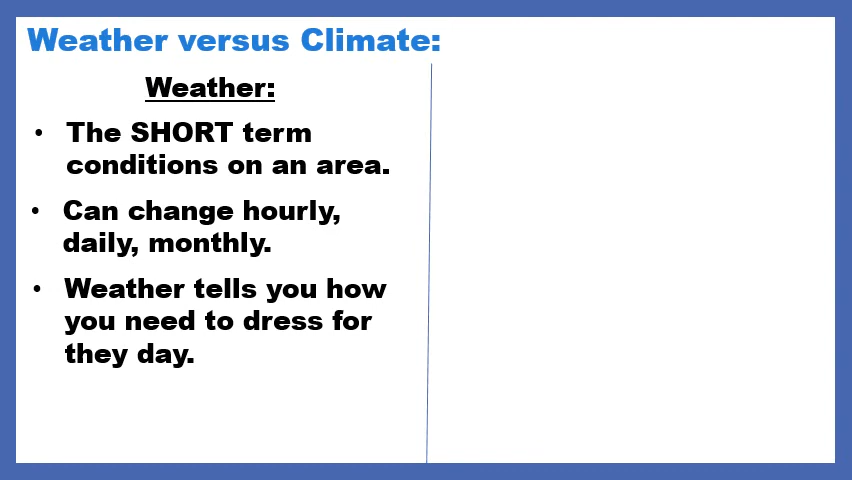 Weather versus Climate:
Weather:
• The SHORT term
conditions on an area.
• Can change hourly,
daily, monthly.
• Weather tells you how
you need to dress for
they day.